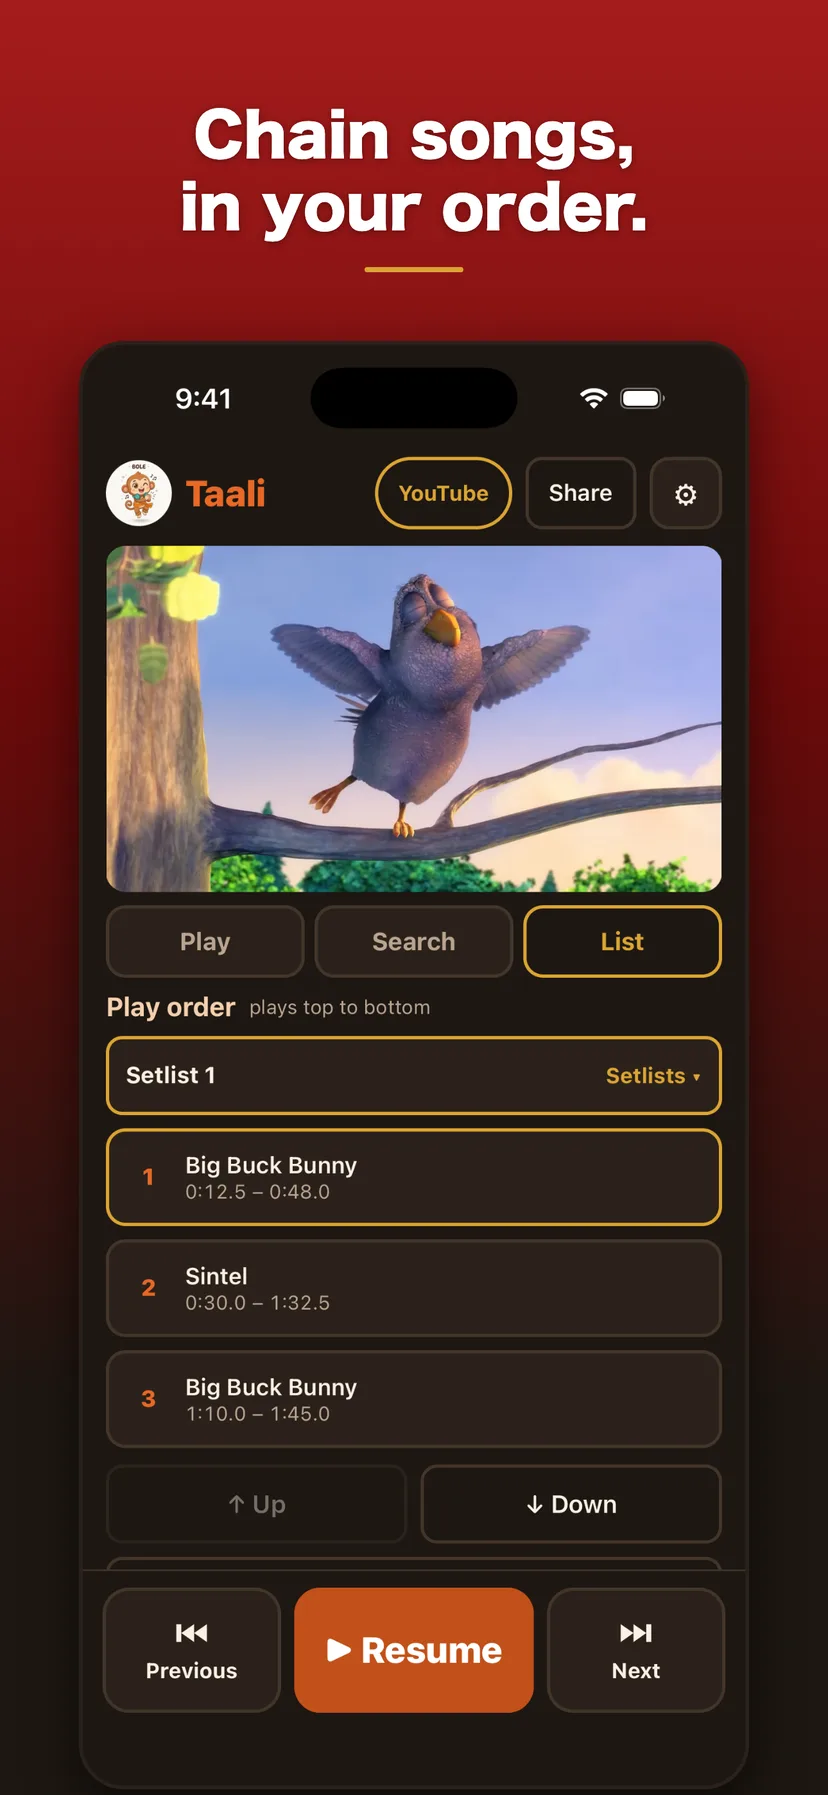 Chain songs,
in your order.
9:41
BOLE
Taali
YouTube
Share
Play
Search
List
Play order plays top to bottom
Setlist 1
Setlists ▾
1
Big Buck Bunny
0:12.5 – 0:48.0
2
Sintel
0:30.0 – 1:32.5
3
Big Buck Bunny
1:10.0 – 1:45.0
↑ Up
↓ Down
Previous
Resume
Next